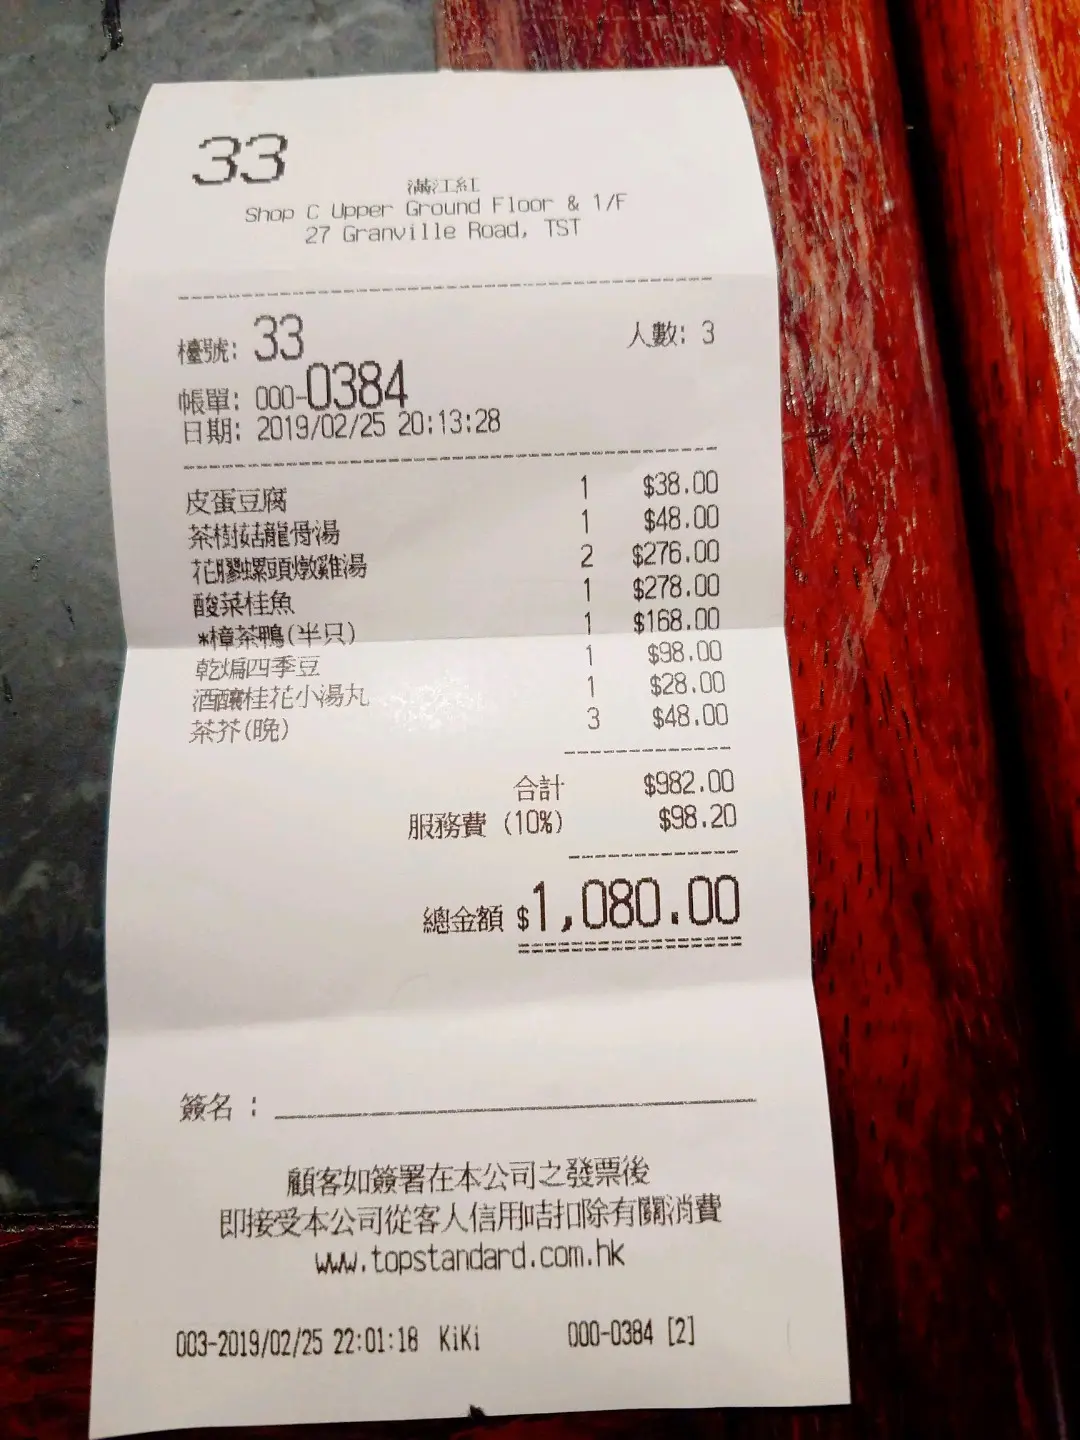 33
滿江紅
Shop C Upper Ground Floor & 1/F
27 Granville Road, TST
檯號: 33 人數: 3
帳單: 000-0384
日期: 2019/02/25 20:13:28
皮蛋豆腐 1 $38.00
茶樹菇龍骨湯 1 $48.00
花膠螺頭燉雞湯 2 $276.00
酸菜桂魚 1 $278.00
*樟茶鴨(半只) 1 $168.00
乾煸四季豆 1 $98.00
酒釀桂花小湯丸 1 $28.00
茶芥(晚) 3 $48.00
合計 $982.00
服務費 (10%) $98.20
總金額 $1,080.00
簽名 :
顧客如簽署在本公司之發票後
即接受本公司從客人信用咭扣除有關消費
www.topstandard.com.hk
003-2019/02/25 22:01:18 KiKi 000-0384 [2]